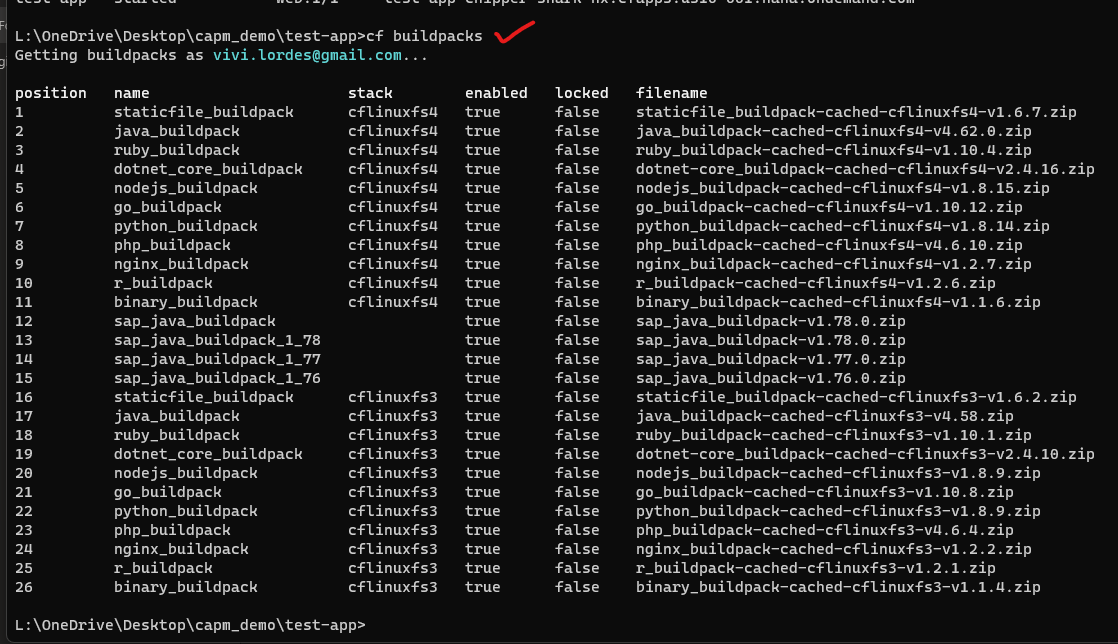 L:\OneDrive\Desktop\capm_demo\test-app>cf buildpacks
Getting buildpacks as vivi.lordes@gmail.com...
position name stack enabled locked filename
1 staticfile_buildpack cflinuxfs4 true false staticfile_buildpack-cached-cflinuxfs4-v1.6.7.zip
2 java_buildpack cflinuxfs4 true false java_buildpack-cached-cflinuxfs4-v4.62.0.zip
3 ruby_buildpack cflinuxfs4 true false ruby_buildpack-cached-cflinuxfs4-v1.10.4.zip
4 dotnet_core_buildpack cflinuxfs4 true false dotnet-core_buildpack-cached-cflinuxfs4-v2.4.16.zip
5 nodejs_buildpack cflinuxfs4 true false nodejs_buildpack-cached-cflinuxfs4-v1.8.15.zip
6 go_buildpack cflinuxfs4 true false go_buildpack-cached-cflinuxfs4-v1.10.12.zip
7 python_buildpack cflinuxfs4 true false python_buildpack-cached-cflinuxfs4-v1.8.14.zip
8 php_buildpack cflinuxfs4 true false php_buildpack-cached-cflinuxfs4-v4.6.10.zip
9 nginx_buildpack cflinuxfs4 true false nginx_buildpack-cached-cflinuxfs4-v1.2.7.zip
10 r_buildpack cflinuxfs4 true false r_buildpack-cached-cflinuxfs4-v1.2.6.zip
11 binary_buildpack cflinuxfs4 true false binary_buildpack-cached-cflinuxfs4-v1.1.6.zip
12 sap_java_buildpack true false sap_java_buildpack-v1.78.0.zip
13 sap_java_buildpack_1_78 true false sap_java_buildpack-v1.78.0.zip
14 sap_java_buildpack_1_77 true false sap_java_buildpack-v1.77.0.zip
15 sap_java_buildpack_1_76 true false sap_java_buildpack-v1.76.0.zip
16 staticfile_buildpack cflinuxfs3 true false staticfile_buildpack-cached-cflinuxfs3-v1.6.2.zip
17 java_buildpack cflinuxfs3 true false java_buildpack-cached-cflinuxfs3-v4.58.zip
18 ruby_buildpack cflinuxfs3 true false ruby_buildpack-cached-cflinuxfs3-v1.10.1.zip
19 dotnet_core_buildpack cflinuxfs3 true false dotnet-core_buildpack-cached-cflinuxfs3-v2.4.10.zip
20 nodejs_buildpack cflinuxfs3 true false nodejs_buildpack-cached-cflinuxfs3-v1.8.9.zip
21 go_buildpack cflinuxfs3 true false go_buildpack-cached-cflinuxfs3-v1.10.8.zip
22 python_buildpack cflinuxfs3 true false python_buildpack-cached-cflinuxfs3-v1.8.9.zip
23 php_buildpack cflinuxfs3 true false php_buildpack-cached-cflinuxfs3-v4.6.4.zip
24 nginx_buildpack cflinuxfs3 true false nginx_buildpack-cached-cflinuxfs3-v1.2.2.zip
25 r_buildpack cflinuxfs3 true false r_buildpack-cached-cflinuxfs3-v1.2.1.zip
26 binary_buildpack cflinuxfs3 true false binary_buildpack-cached-cflinuxfs3-v1.1.4.zip
L:\OneDrive\Desktop\capm_demo\test-app>